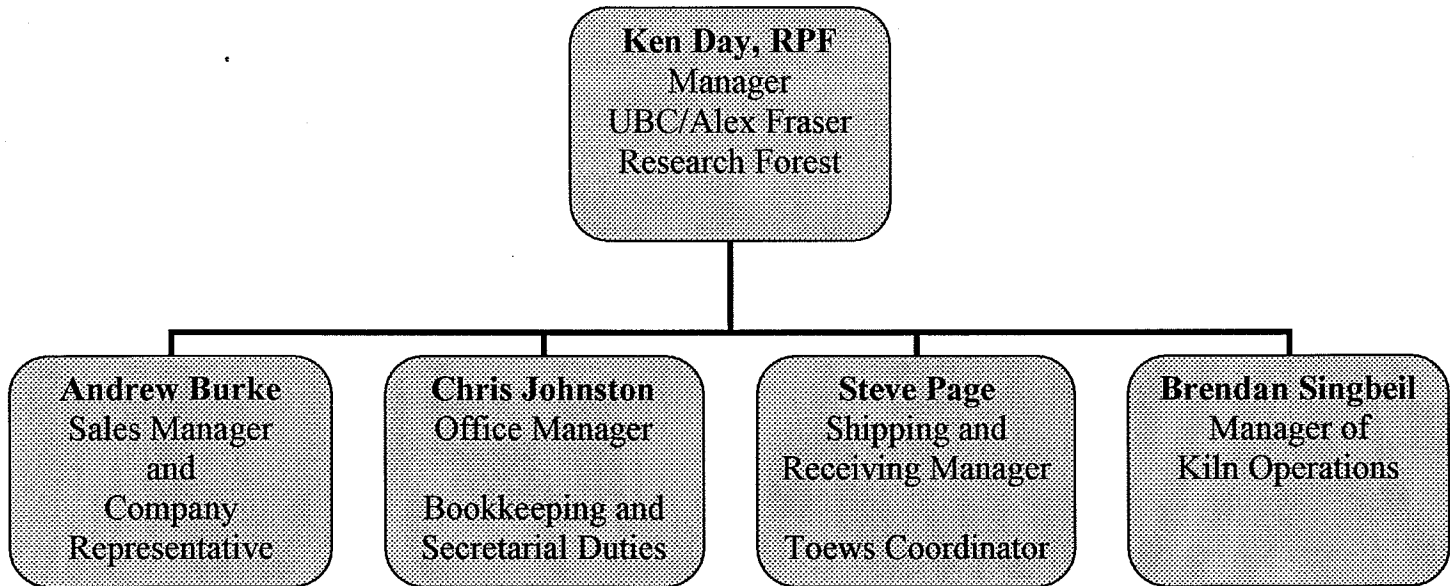 Ken Day, RPF
Manager
UBC/Alex Fraser
Research Forest
Andrew Burke
Sales Manager
and
Company
Representative
Chris Johnston
Office Manager
Bookkeeping and
Secretarial Duties
Steve Page
Shipping and
Receiving Manager
Toews Coordinator
Brendan Singbeil
Manager of
Kiln Operations